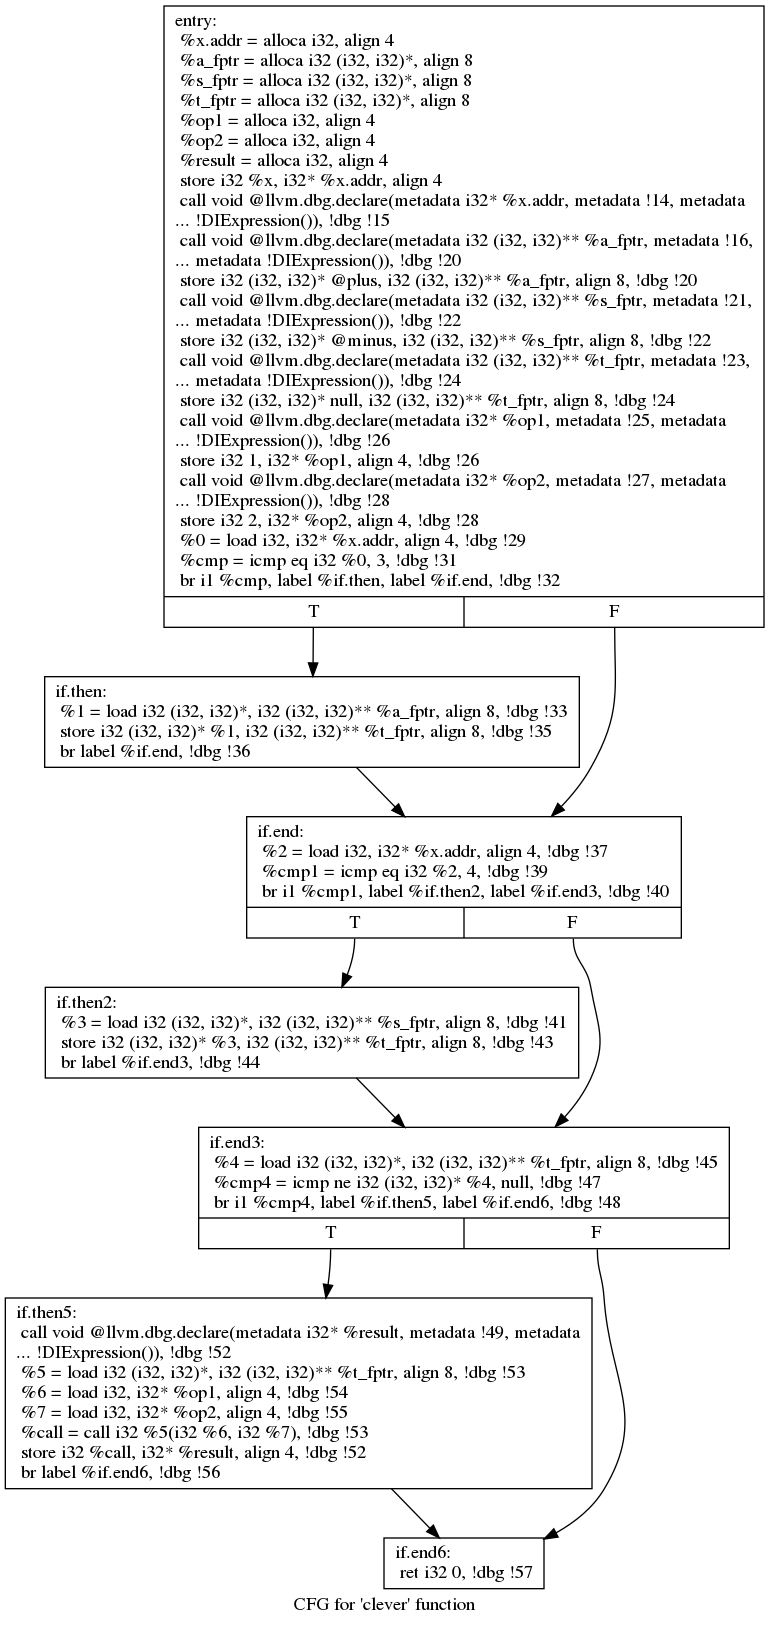 entry:
%x.addr = alloca i32, align 4
%a_fptr = alloca i32 (i32, i32)*, align 8
%s_fptr = alloca i32 (i32, i32)*, align 8
%t_fptr = alloca i32 (i32, i32)*, align 8
%op1 = alloca i32, align 4
%op2 = alloca i32, align 4
%result = alloca i32, align 4
store i32 %x, i32* %x.addr, align 4
call void @llvm.dbg.declare(metadata i32* %x.addr, metadata !14, metadata
... !DIExpression()), !dbg !15
call void @llvm.dbg.declare(metadata i32 (i32, i32)** %a_fptr, metadata !16,
... metadata !DIExpression()), !dbg !20
store i32 (i32, i32)* @plus, i32 (i32, i32)** %a_fptr, align 8, !dbg !20
call void @llvm.dbg.declare(metadata i32 (i32, i32)** %s_fptr, metadata !21,
... metadata !DIExpression()), !dbg !22
store i32 (i32, i32)* @minus, i32 (i32, i32)** %s_fptr, align 8, !dbg !22
call void @llvm.dbg.declare(metadata i32 (i32, i32)** %t_fptr, metadata !23,
... metadata !DIExpression()), !dbg !24
store i32 (i32, i32)* null, i32 (i32, i32)** %t_fptr, align 8, !dbg !24
call void @llvm.dbg.declare(metadata i32* %op1, metadata !25, metadata
... !DIExpression()), !dbg !26
store i32 1, i32* %op1, align 4, !dbg !26
call void @llvm.dbg.declare(metadata i32* %op2, metadata !27, metadata
... !DIExpression()), !dbg !28
store i32 2, i32* %op2, align 4, !dbg !28
%0 = load i32, i32* %x.addr, align 4, !dbg !29
%cmp = icmp eq i32 %0, 3, !dbg !31
br i1 %cmp, label %if.then, label %if.end, !dbg !32
T F
if.then:
%1 = load i32 (i32, i32)*, i32 (i32, i32)** %a_fptr, align 8, !dbg !33
store i32 (i32, i32)* %1, i32 (i32, i32)** %t_fptr, align 8, !dbg !35
br label %if.end, !dbg !36
if.end:
%2 = load i32, i32* %x.addr, align 4, !dbg !37
%cmp1 = icmp eq i32 %2, 4, !dbg !39
br i1 %cmp1, label %if.then2, label %if.end3, !dbg !40
T F
if.then2:
%3 = load i32 (i32, i32)*, i32 (i32, i32)** %s_fptr, align 8, !dbg !41
store i32 (i32, i32)* %3, i32 (i32, i32)** %t_fptr, align 8, !dbg !43
br label %if.end3, !dbg !44
if.end3:
%4 = load i32 (i32, i32)*, i32 (i32, i32)** %t_fptr, align 8, !dbg !45
%cmp4 = icmp ne i32 (i32, i32)* %4, null, !dbg !47
br i1 %cmp4, label %if.then5, label %if.end6, !dbg !48
T F
if.then5:
call void @llvm.dbg.declare(metadata i32* %result, metadata !49, metadata
... !DIExpression()), !dbg !52
%5 = load i32 (i32, i32)*, i32 (i32, i32)** %t_fptr, align 8, !dbg !53
%6 = load i32, i32* %op1, align 4, !dbg !54
%7 = load i32, i32* %op2, align 4, !dbg !55
%call = call i32 %5(i32 %6, i32 %7), !dbg !53
store i32 %call, i32* %result, align 4, !dbg !52
br label %if.end6, !dbg !56
if.end6:
ret i32 0, !dbg !57
CFG for 'clever' function